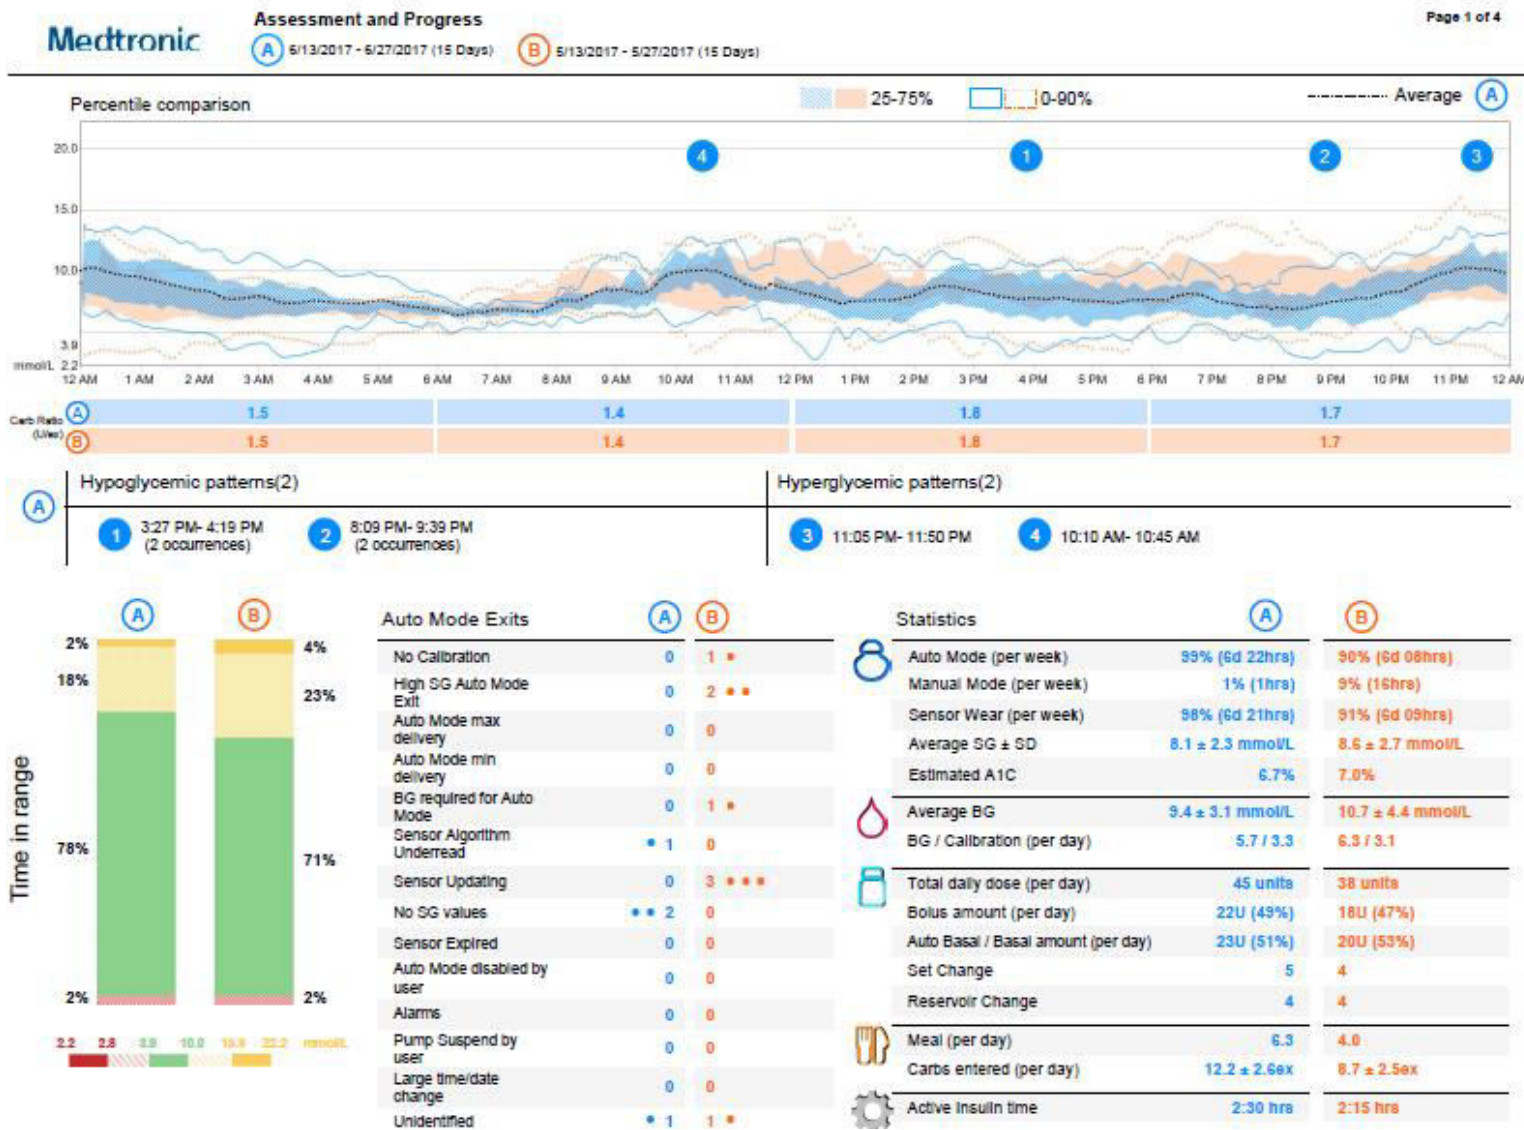 Medtronic
Assessment and Progress
A 6/13/2017 - 6/27/2017 (15 Days) B 5/13/2017 - 5/27/2017 (15 Days)
Page 1 of 4
Percentile comparison 25-75% 0-90% Average A
20.0
15.0
10.0
3.9
mmol/L 2.2
4 1 2 3
12 AM 1 AM 2 AM 3 AM 4 AM 5 AM 6 AM 7 AM 8 AM 9 AM 10 AM 11 AM 12 PM 1 PM 2 PM 3 PM 4 PM 5 PM 6 PM 7 PM 8 PM 9 PM 10 PM 11 PM 12 AM
Carb Ratio
(U/ex)
A 1.5 1.4 1.8 1.7
B 1.5 1.4 1.8 1.7
A
Hypoglycemic patterns(2)
1 3:27 PM- 4:19 PM
(2 occurrences)
2 8:09 PM- 9:39 PM
(2 occurrences)
Hyperglycemic patterns(2)
3 11:05 PM- 11:50 PM
4 10:10 AM- 10:45 AM
Time in range
A B
2% 4%
18% 23%
78% 71%
2% 2%
2.2 2.8 3.9 10.0 13.9 22.2 mmol/L
Auto Mode Exits A B
No Calibration 0 1
High SG Auto Mode
Exit 0 2
Auto Mode max
delivery 0 0
Auto Mode min
delivery 0 0
BG required for Auto
Mode 0 1
Sensor Algorithm
Underread 1 0
Sensor Updating 0 3
No SG values 2 0
Sensor Expired 0 0
Auto Mode disabled by
user 0 0
Alarms 0 0
Pump Suspend by
user 0 0
Large time/date
change 0 0
Unidentified 1 1
Statistics A B
Auto Mode (per week) 99% (6d 22hrs) 90% (6d 08hrs)
Manual Mode (per week) 1% (1hrs) 9% (16hrs)
Sensor Wear (per week) 98% (6d 21hrs) 91% (6d 09hrs)
Average SG ± SD 8.1 ± 2.3 mmol/L 8.6 ± 2.7 mmol/L
Estimated A1C 6.7% 7.0%
Average BG 9.4 ± 3.1 mmol/L 10.7 ± 4.4 mmol/L
BG / Calibration (per day) 5.7 / 3.3 6.3 / 3.1
Total daily dose (per day) 45 units 38 units
Bolus amount (per day) 22U (49%) 18U (47%)
Auto Basal / Basal amount (per day) 23U (51%) 20U (53%)
Set Change 5 4
Reservoir Change 4 4
Meal (per day) 6.3 4.0
Carbs entered (per day) 12.2 ± 2.6ex 8.7 ± 2.5ex
Active Insulin time 2:30 hrs 2:15 hrs